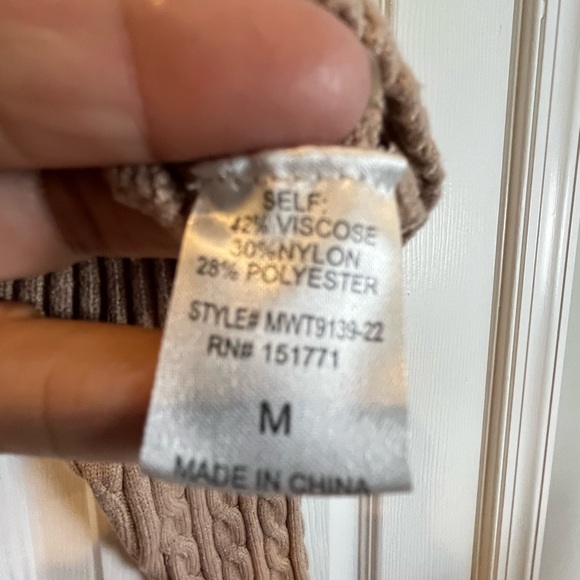 SELF:
42% VISCOSE
30%NYLON
28% POLYESTER
STYLE# MWT9139-22
RN# 151771
M
MADE IN CHINA